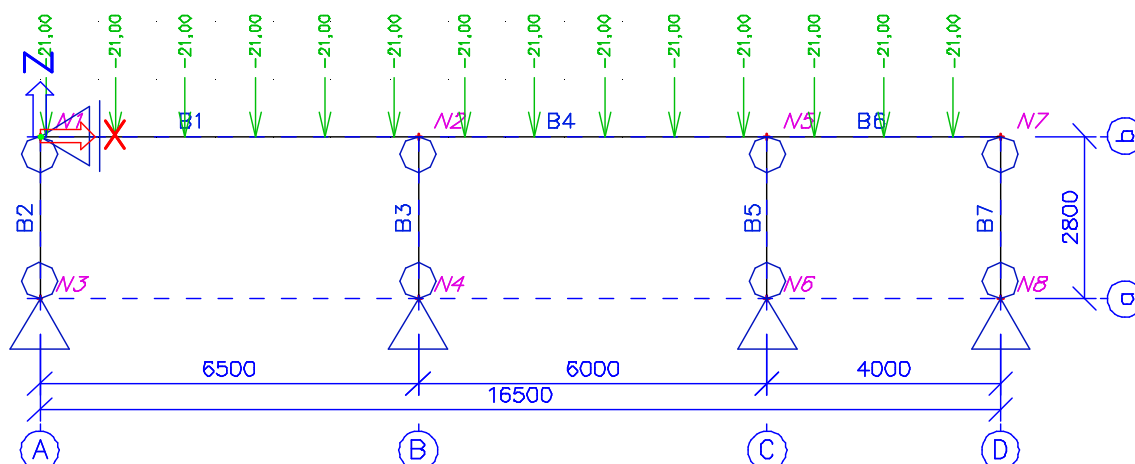 -21,00 -21,00 -21,00 -21,00 -21,00 -21,00 -21,00 -21,00 -21,00 -21,00 -21,00 -21,00 -21,00 -21,00
Z
N1 B1 N2 B4 N5 B6 N7
X
b
B2 B3 B5 B7
2800
N3 N4 N6 N8
a
6500 6000 4000
16500
A B C D